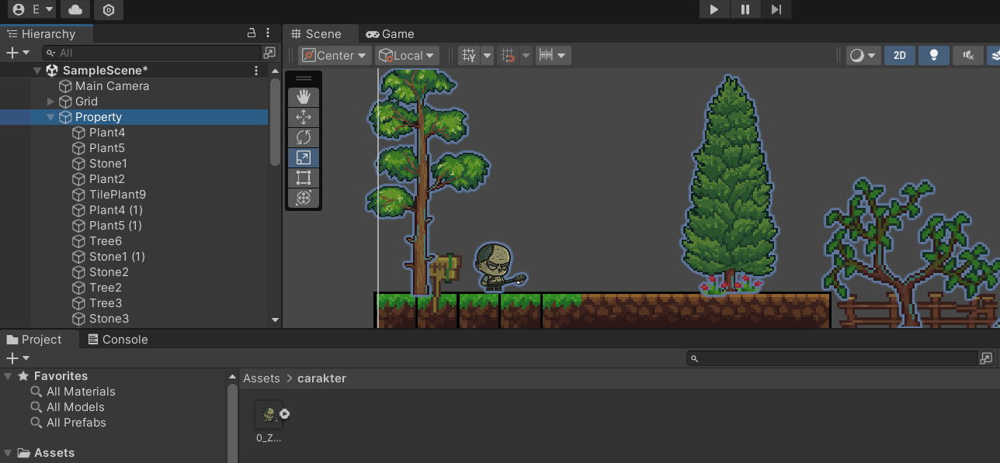 E
Hierarchy
All
SampleScene*
Main Camera
Grid
Property
Plant4
Plant5
Stone1
Plant2
TilePlant9
Plant4 (1)
Plant5 (1)
Tree6
Stone1 (1)
Stone2
Tree2
Tree3
Stone3
Scene Game
Center Local 2D
Project Console
Favorites
All Materials
All Models
All Prefabs
Assets
Assets > carakter
0_Z...